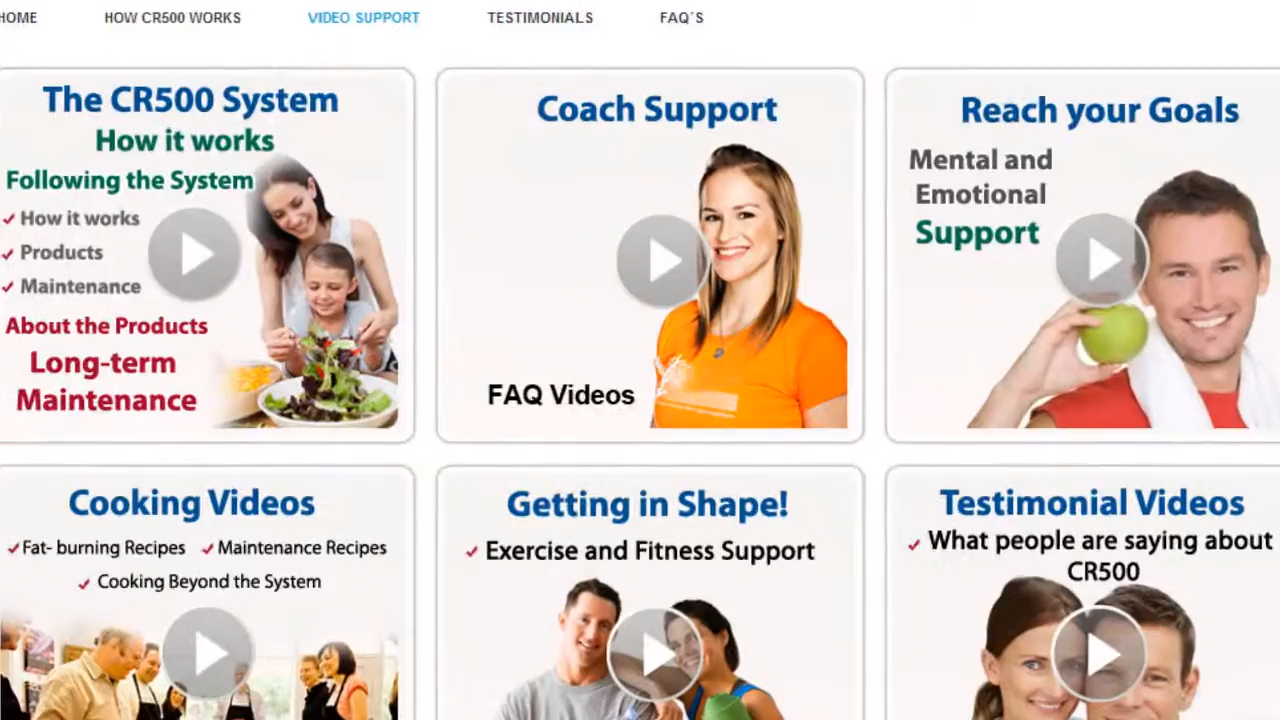 HOME
HOW CR500 WORKS
VIDEO SUPPORT
TESTIMONIALS
FAQ´S
The CR500 System
How it works
Following the System
How it works
Products
Maintenance
About the Products
Long-term
Maintenance
Coach Support
FAQ Videos
Reach your Goals
Mental and
Emotional
Support
Cooking Videos
Fat- burning Recipes
Maintenance Recipes
Cooking Beyond the System
Getting in Shape!
Exercise and Fitness Support
Testimonial Videos
What people are saying about
CR500